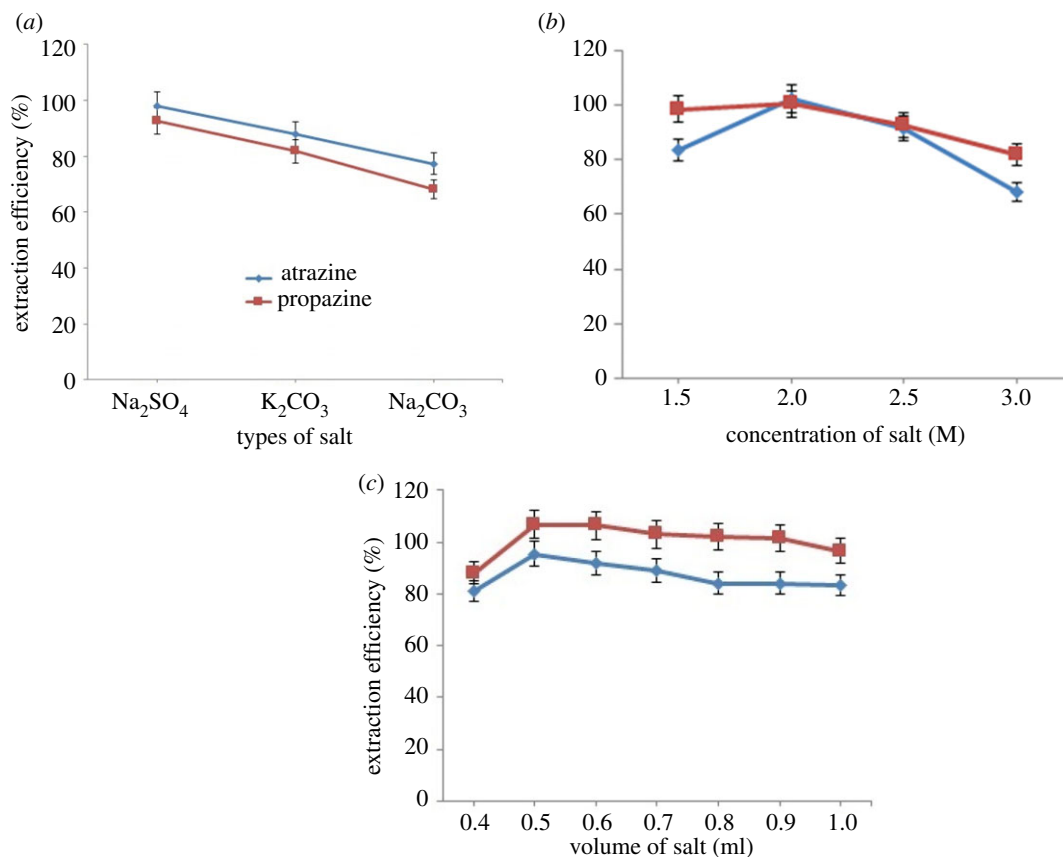 (a)
120
100
80
60
40
20
0
extraction efficiency (%)
atrazine
propazine
Na₂SO₄ K₂CO₃ Na₂CO₃
types of salt
(b)
120
100
80
60
40
20
0
1.5 2.0 2.5 3.0
concentration of salt (M)
(c)
120
100
80
60
40
20
0
extraction efficiency (%)
0.4 0.5 0.6 0.7 0.8 0.9 1.0
volume of salt (ml)